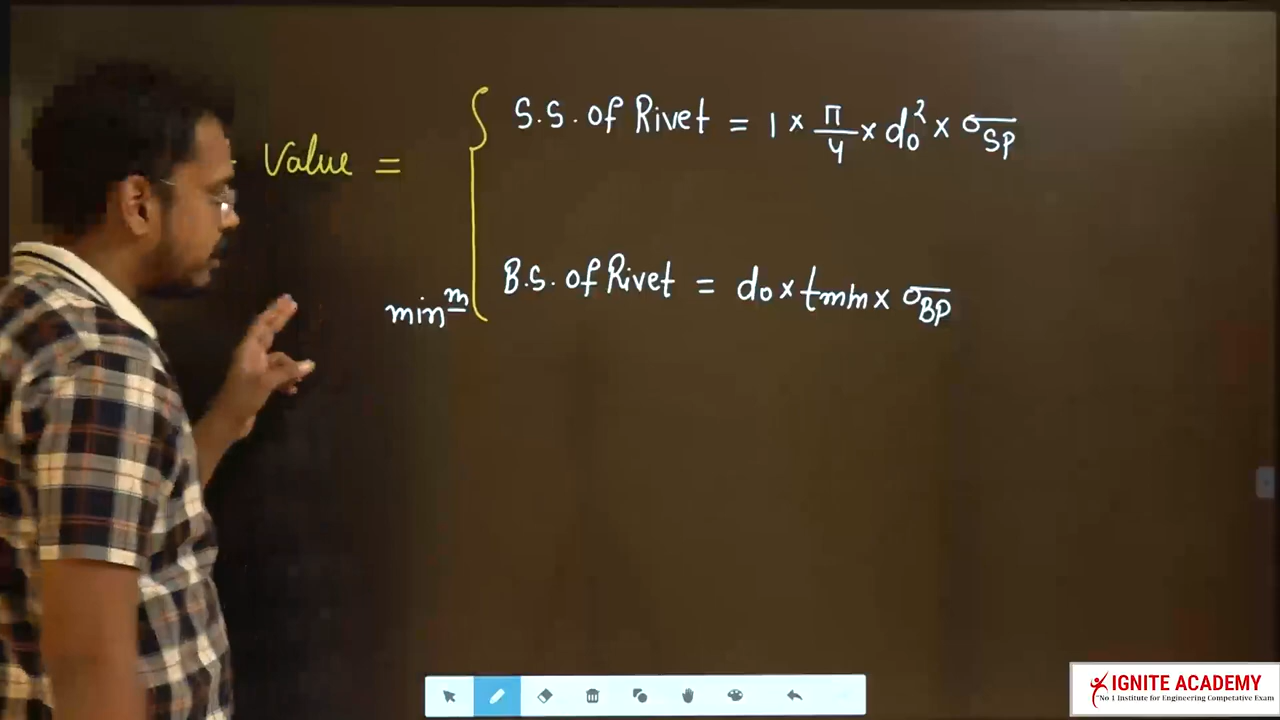 S.S. of Rivet = 1 × π/4 × d₀² × σSP
Value =
B.S. of Rivet = d₀ × tmin × σBP
minm
IGNITE ACADEMY
"No 1 Institute for Engineering Competative Exam